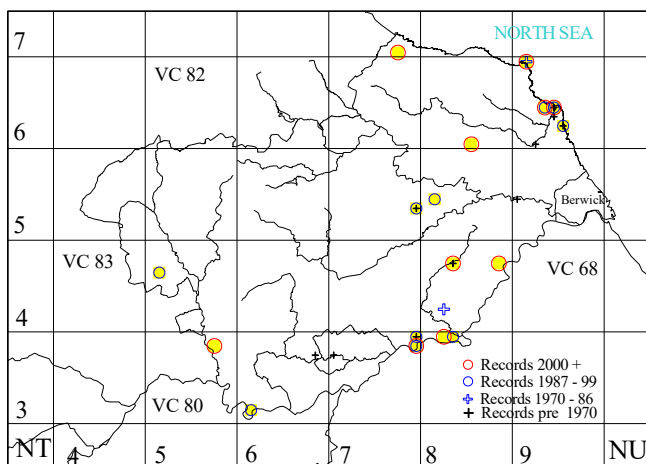 NORTH SEA
7
VC 82
6
Berwick
5
VC 83
VC 68
4
Records 2000 +
Records 1987 - 99
Records 1970 - 86
VC 80
Records pre 1970
3
NT 4 5 6 7 8 9 NU